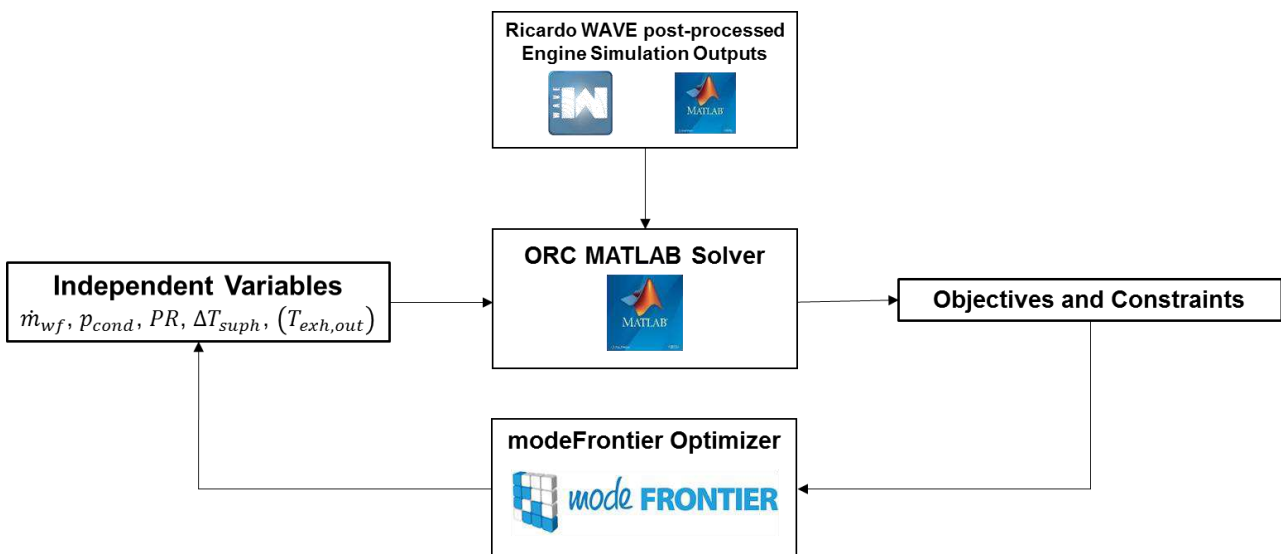 Ricardo WAVE post-processed
Engine Simulation Outputs
WAVE
W
MATLAB
ORC MATLAB Solver
MATLAB
Independent Variables
ṁ_wf, p_cond, PR, ΔT_suph, (T_exh,out)
Objectives and Constraints
modeFrontier Optimizer
mode FRONTIER